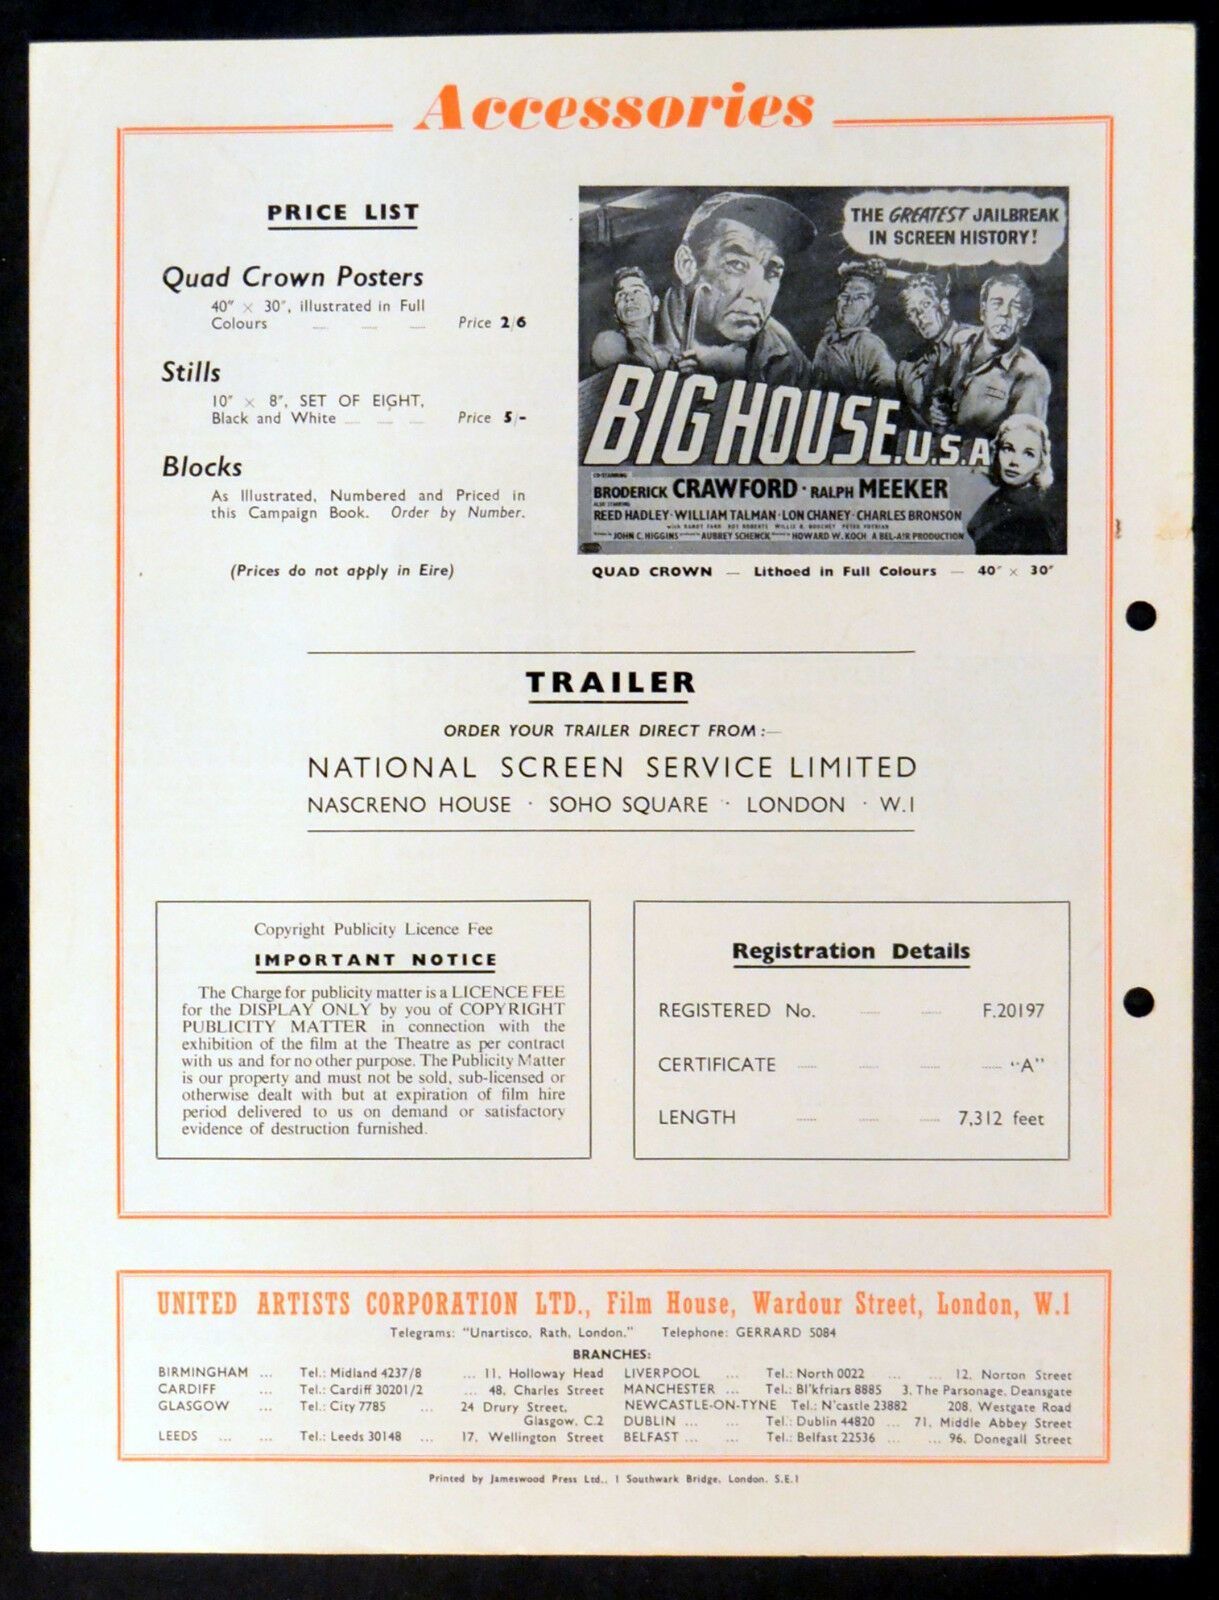 Accessories
PRICE LIST
Quad Crown Posters
40" × 30", illustrated in Full
Colours ... ... ... Price 2/6
Stills
10" × 8", SET OF EIGHT,
Black and White ... ... ... Price 5/-
Blocks
As Illustrated, Numbered and Priced in
this Campaign Book. Order by Number.
(Prices do not apply in Eire)
THE GREATEST JAILBREAK
IN SCREEN HISTORY!
BIG HOUSE, U.S.A
CO-STARRING
BRODERICK CRAWFORD · RALPH MEEKER
ALSO STARRING
REED HADLEY · WILLIAM TALMAN · LON CHANEY · CHARLES BRONSON
with RANDY FARR ROY ROBERTS WILLIS B. BOUCHEY PETER VOTRIAN
JOHN C. HIGGINS AUBREY SCHENCK HOWARD W. KOCH A BEL-AIR PRODUCTION
QUAD CROWN — Lithoed in Full Colours — 40" × 30"
TRAILER
ORDER YOUR TRAILER DIRECT FROM :—
NATIONAL SCREEN SERVICE LIMITED
NASCRENO HOUSE · SOHO SQUARE · LONDON · W.1
Copyright Publicity Licence Fee
IMPORTANT NOTICE
The Charge for publicity matter is a LICENCE FEE
for the DISPLAY ONLY by you of COPYRIGHT
PUBLICITY MATTER in connection with the
exhibition of the film at the Theatre as per contract
with us and for no other purpose. The Publicity Matter
is our property and must not be sold, sub-licensed or
otherwise dealt with but at expiration of film hire
period delivered to us on demand or satisfactory
evidence of destruction furnished.
Registration Details
REGISTERED No. ... ... F.20197
CERTIFICATE ... ... ... ... "A"
LENGTH ... ... ... 7,312 feet
UNITED ARTISTS CORPORATION LTD., Film House, Wardour Street, London, W.1
Telegrams: "Unartisco, Rath, London." Telephone: GERRARD 5084
BRANCHES:
BIRMINGHAM ... Tel.: Midland 4237/8 ... 11, Holloway Head
CARDIFF ... Tel.: Cardiff 30201/2 ... 48, Charles Street
GLASGOW ... Tel.: City 7785 ... 24 Drury Street,
Glasgow, C.2
LEEDS ... ... Tel.: Leeds 30148 ... 17, Wellington Street
LIVERPOOL ... Tel.: North 0022 ... 12, Norton Street
MANCHESTER ... Tel.: Bl'kfriars 8885 3, The Parsonage, Deansgate
NEWCASTLE-ON-TYNE Tel.: N'castle 23882 208, Westgate Road
DUBLIN ... ... Tel.: Dublin 44820 ... 71, Middle Abbey Street
BELFAST ... ... Tel.: Belfast 22536 ... ... 96, Donegall Street
Printed by Jameswood Press Ltd., 1 Southwark Bridge, London, S.E.1